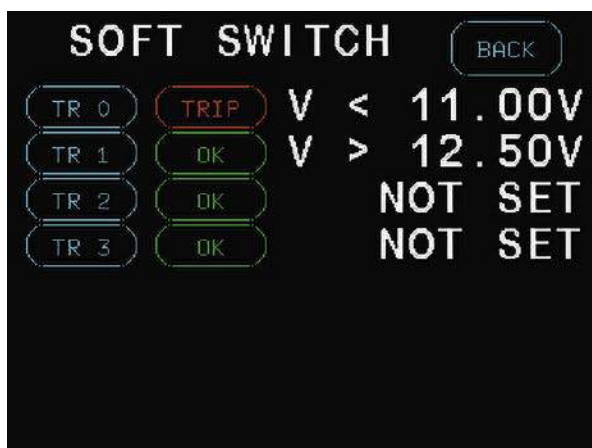 SOFT SWITCH BACK
TR 0 TRIP V < 11.00V
TR 1 OK V > 12.50V
TR 2 OK NOT SET
TR 3 OK NOT SET